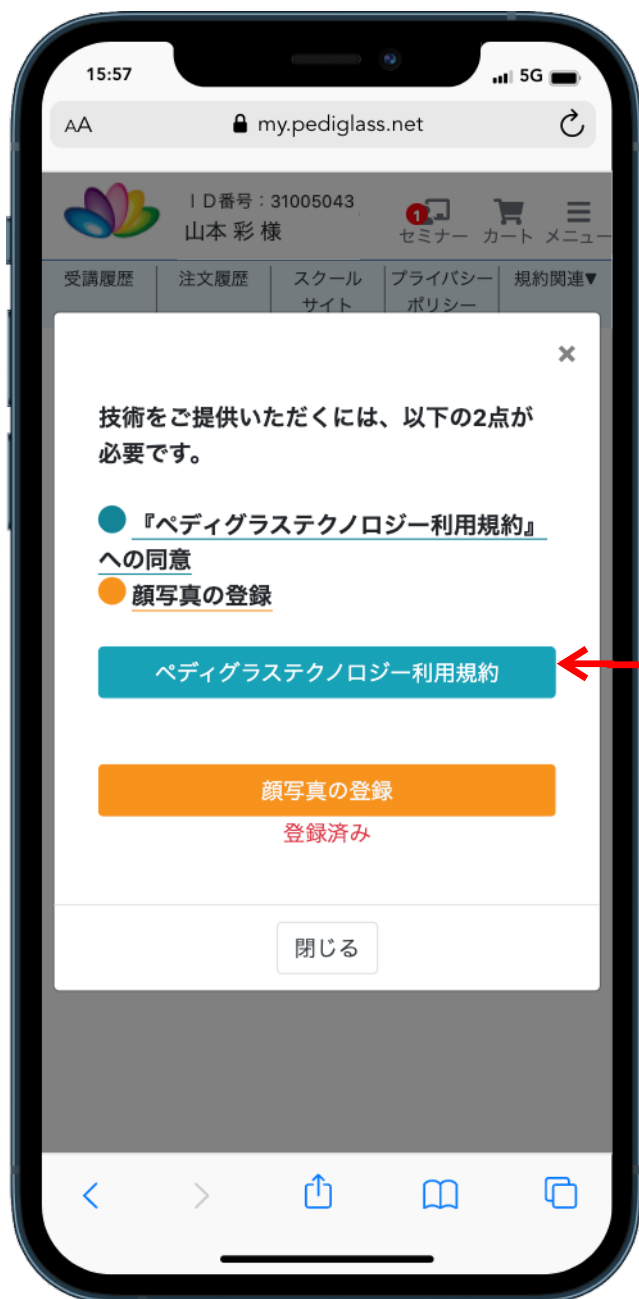 15:57
5G
AA
my.pediglass.net
ID番号：31005043
山本 彩 様
1
セミナー
カート
メニュー
受講履歴
注文履歴
スクール
サイト
プライバシー
ポリシー
規約関連▼
×
技術をご提供いただくには、以下の2点が
必要です。
『ペディグラステクノロジー利用規約』
への同意
顔写真の登録
ペディグラステクノロジー利用規約
顔写真の登録
登録済み
閉じる